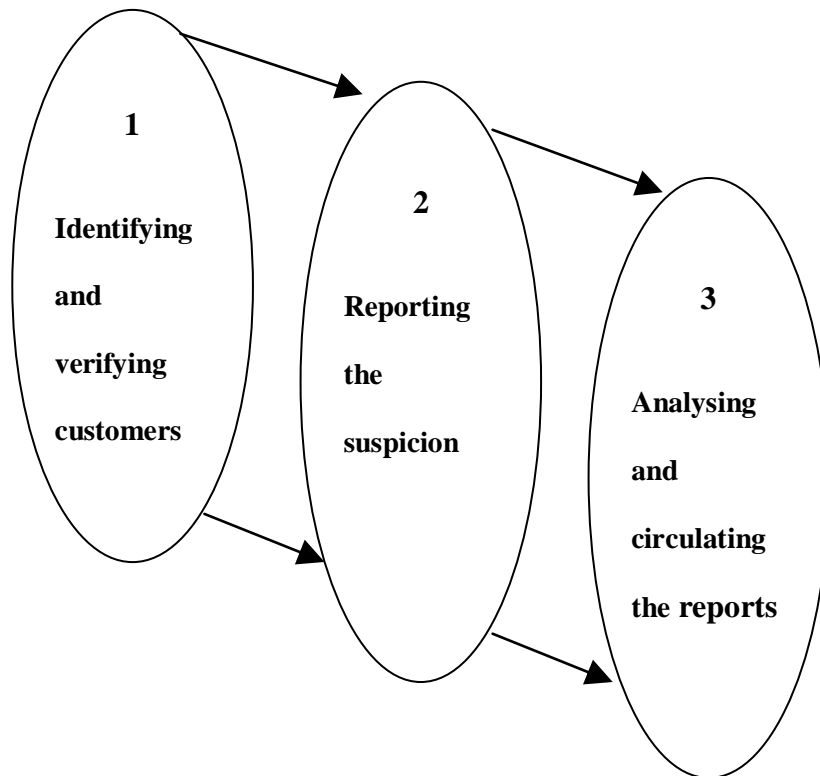 1
Identifying
and
verifying
customers
2
Reporting
the
suspicion
3
Analysing
and
circulating
the reports